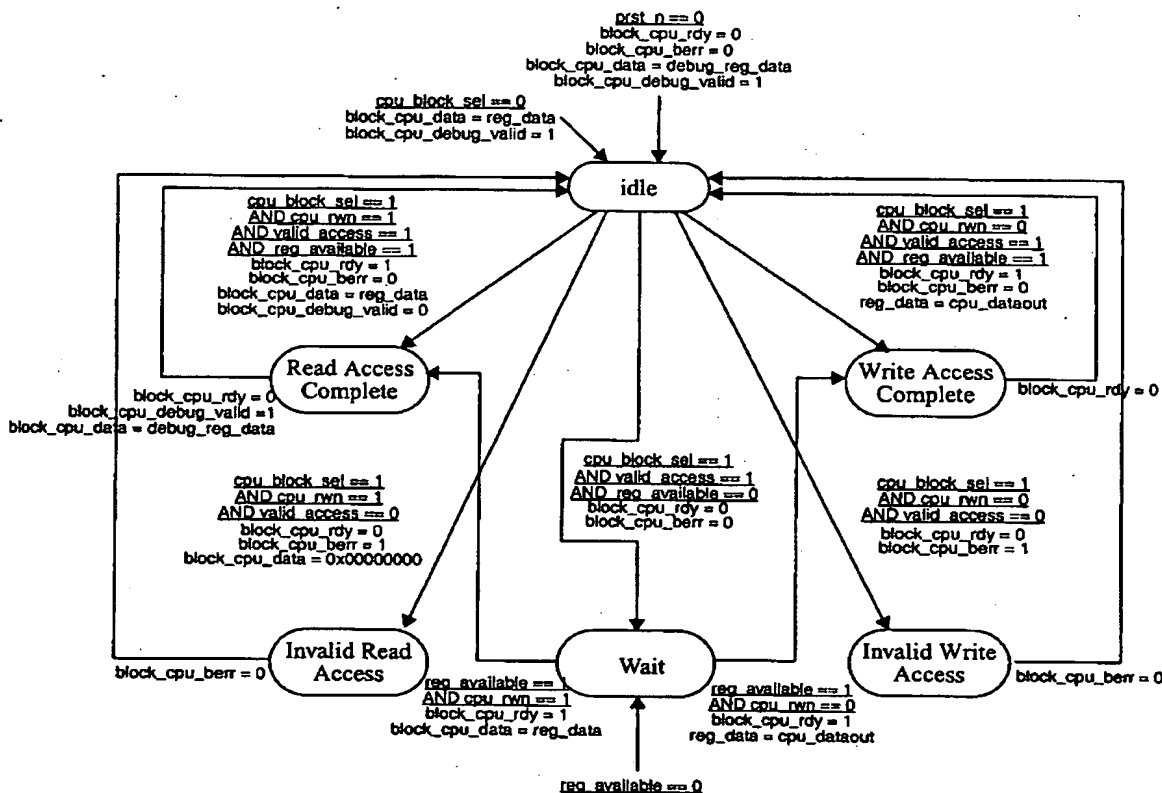 prst_n == 0
block_cpu_rdy = 0
block_cpu_berr = 0
block_cpu_data = debug_reg_data
block_cpu_debug_valid = 1
cpu_block_sel == 0
block_cpu_data = reg_data
block_cpu_debug_valid = 1
idle
cpu_block_sel == 1
AND cpu_rwn == 1
AND valid_access == 1
AND reg_available == 1
block_cpu_rdy = 1
block_cpu_berr = 0
block_cpu_data = reg_data
block_cpu_debug_valid = 0
cpu_block_sel == 1
AND cpu_rwn == 0
AND valid_access == 1
AND reg_available == 1
block_cpu_rdy = 1
block_cpu_berr = 0
reg_data = cpu_dataout
Read Access
Complete
block_cpu_rdy = 0
block_cpu_debug_valid =1
block_cpu_data = debug_reg_data
Write Access
Complete
block_cpu_rdy = 0
cpu_block_sel == 1
AND cpu_rwn == 1
AND valid_access == 0
block_cpu_rdy = 0
block_cpu_berr = 1
block_cpu_data = 0x00000000
cpu_block_sel == 1
AND valid_access == 1
AND reg_available == 0
block_cpu_rdy = 0
block_cpu_berr = 0
cpu_block_sel == 1
AND cpu_rwn == 0
AND valid_access == 0
block_cpu_rdy = 0
block_cpu_berr = 1
Invalid Read
Access
block_cpu_berr = 0
Wait
Invalid Write
Access
block_cpu_berr = 0
reg_available == 1
AND cpu_rwn == 1
block_cpu_rdy = 1
block_cpu_data = reg_data
reg_available == 1
AND cpu_rwn == 0
block_cpu_rdy = 1
reg_data = cpu_dataout
reg_available == 0